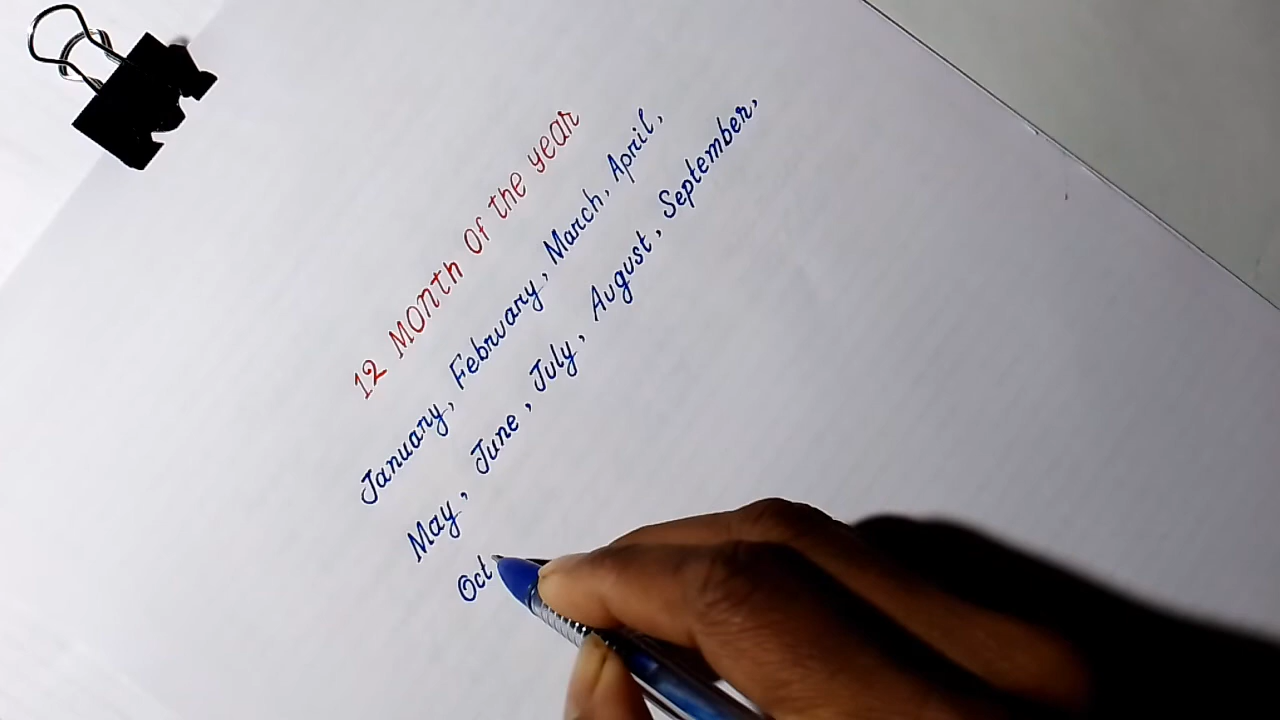 12 Month Of the year
January, February, March, April,
May, June, July, August, September,
Oct